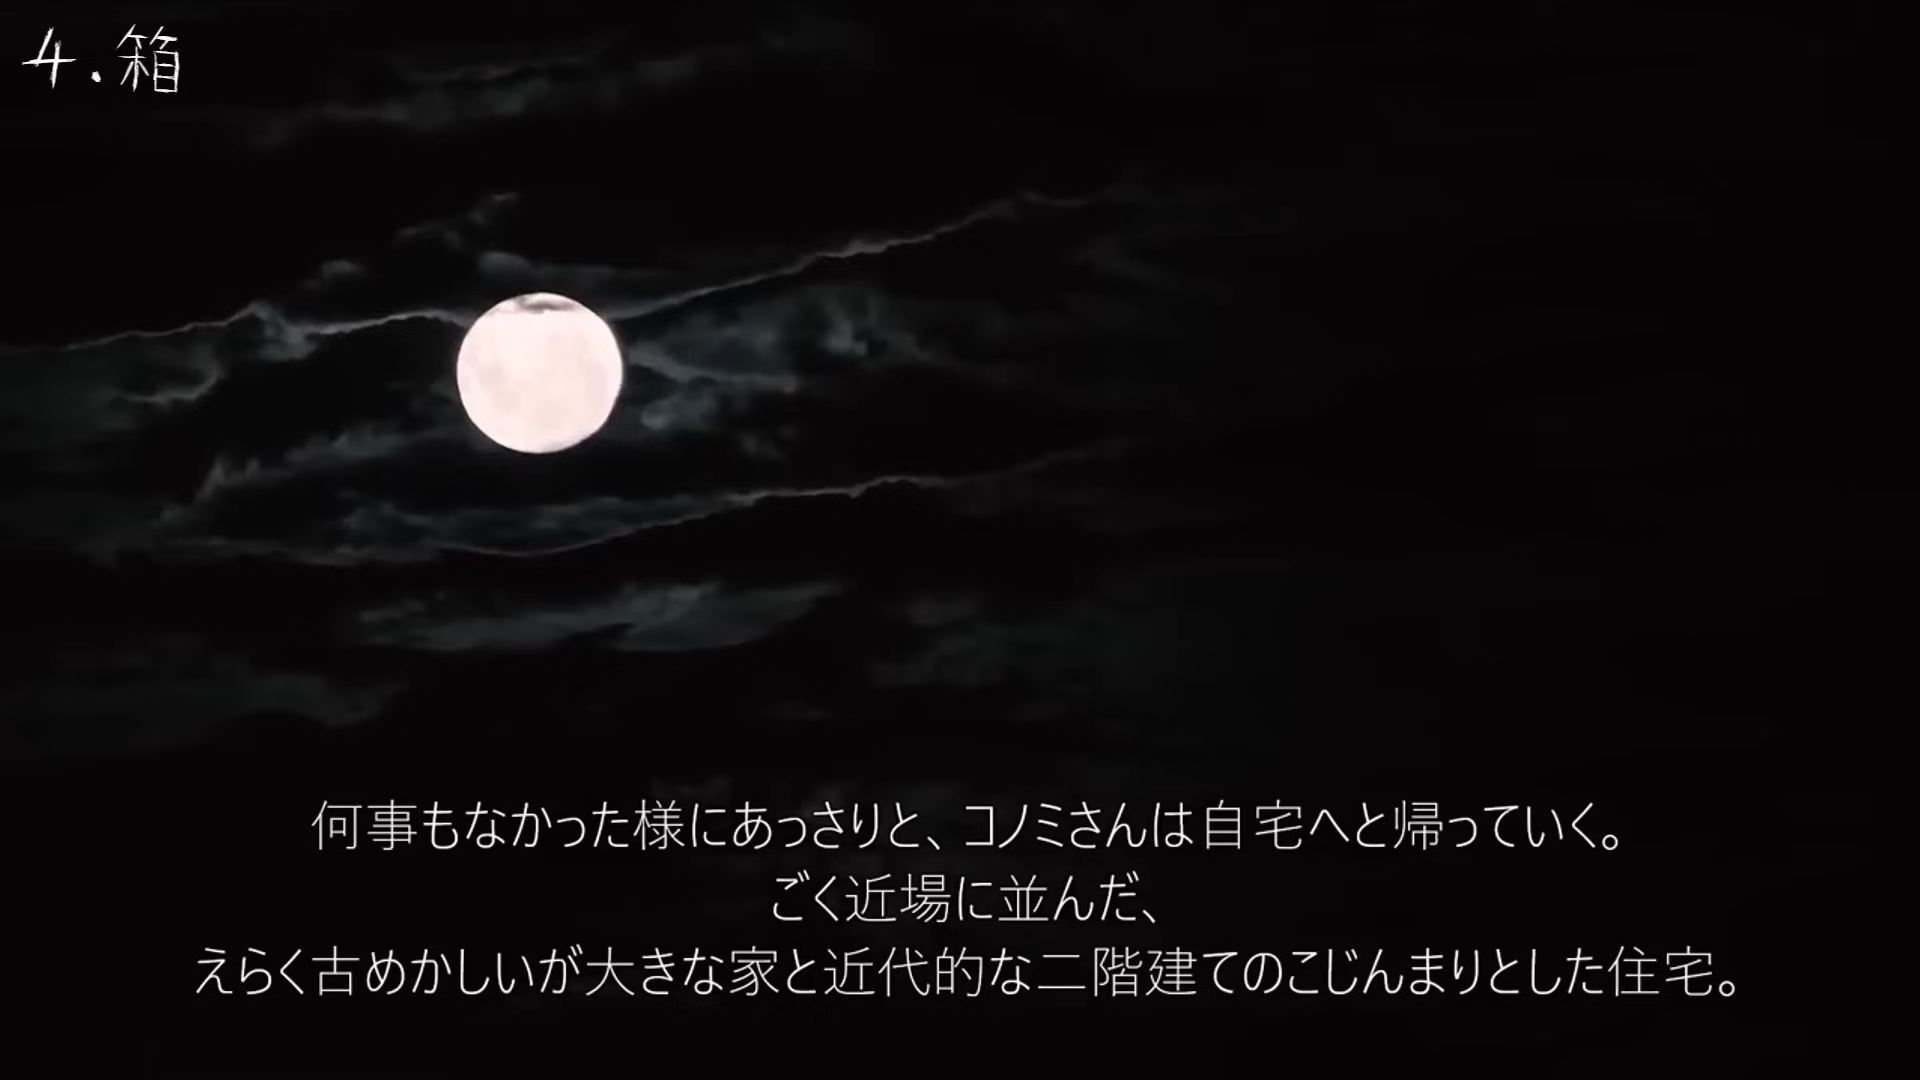 4.箱
何事もなかった様にあっさりと、コノミさんは自宅へと帰っていく。
ごく近場に並んだ、
えらく古めかしいが大きな家と近代的な二階建てのこじんまりとした住宅。